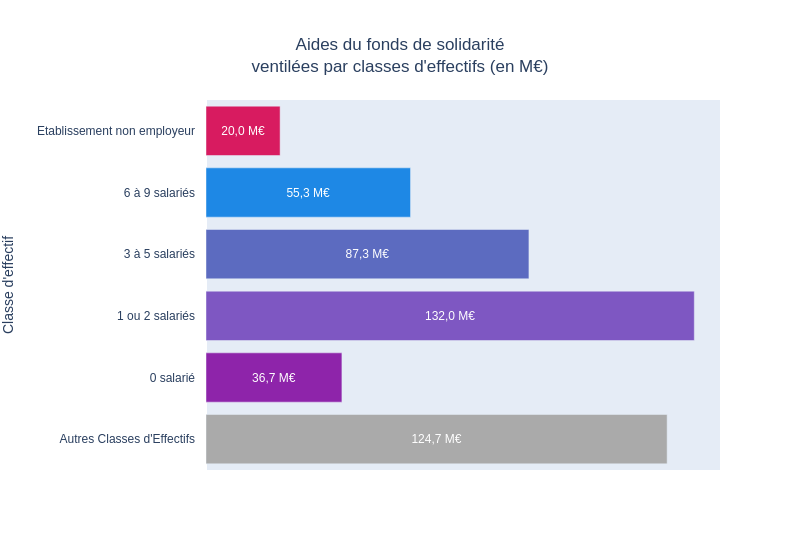 Aides du fonds de solidarité
ventilées par classes d'effectifs (en M€)
Classe d'effectif
Etablissement non employeur
20,0 M€
6 à 9 salariés
55,3 M€
3 à 5 salariés
87,3 M€
1 ou 2 salariés
132,0 M€
0 salarié
36,7 M€
Autres Classes d'Effectifs
124,7 M€